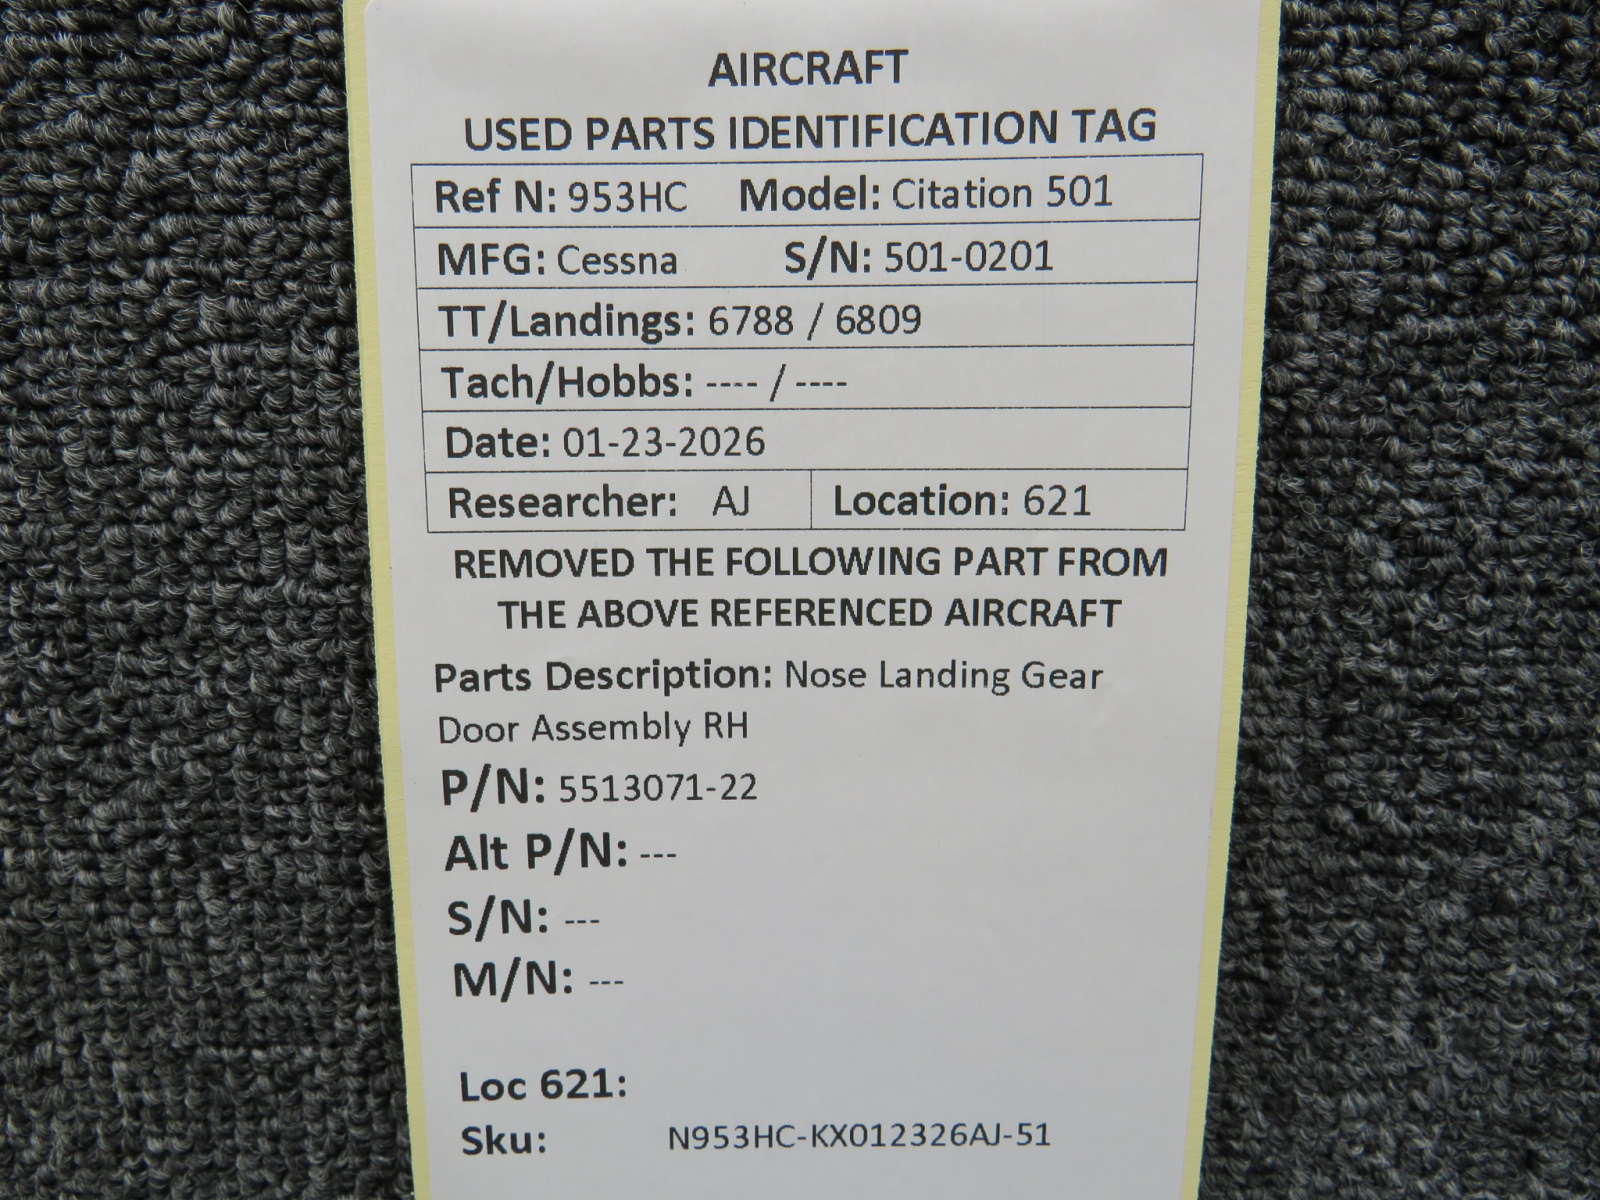 AIRCRAFT
USED PARTS IDENTIFICATION TAG
Ref N: 953HC Model: Citation 501
MFG: Cessna S/N: 501-0201
TT/Landings: 6788 / 6809
Tach/Hobbs: ---- / ----
Date: 01-23-2026
Researcher: AJ Location: 621
REMOVED THE FOLLOWING PART FROM
THE ABOVE REFERENCED AIRCRAFT
Parts Description: Nose Landing Gear
Door Assembly RH
P/N: 5513071-22
Alt P/N: ---
S/N: ---
M/N: ---
Loc 621:
Sku: N953HC-KX012326AJ-51